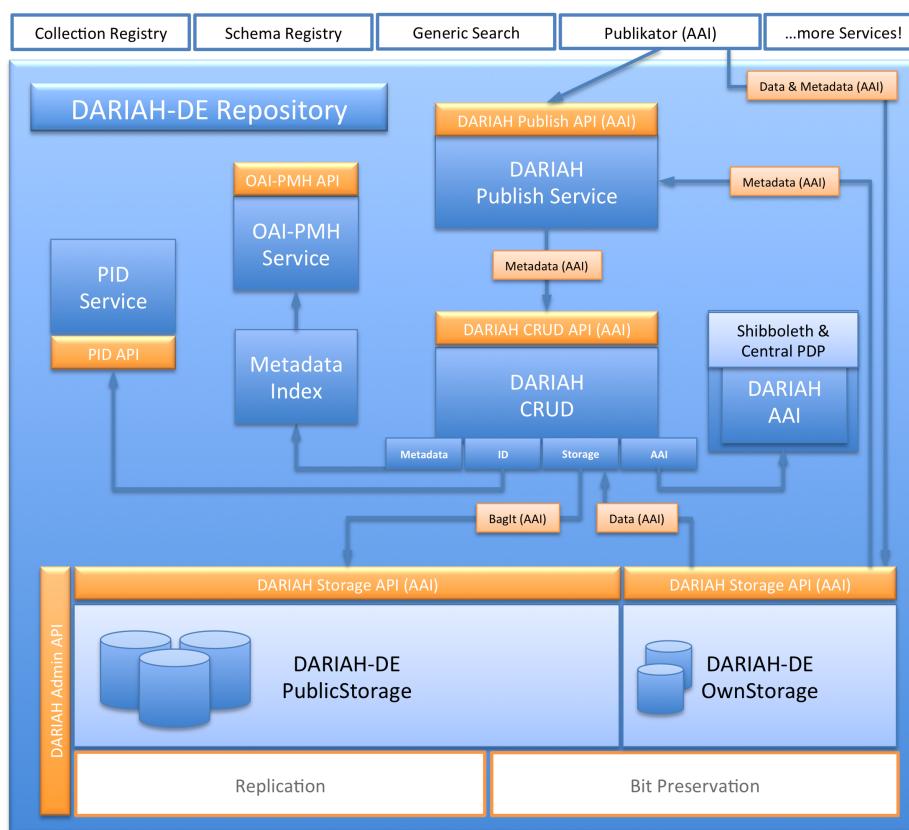 Collection Registry
Schema Registry
Generic Search
Publikator (AAI)
...more Services!
DARIAH-DE Repository
Data & Metadata (AAI)
DARIAH Publish API (AAI)
DARIAH
Publish Service
Metadata (AAI)
OAI-PMH API
OAI-PMH
Service
PID
Service
PID API
Metadata (AAI)
Metadata
Index
DARIAH CRUD API (AAI)
DARIAH
CRUD
Shibboleth &
Central PDP
DARIAH
AAI
Metadata
ID
Storage
AAI
BagIt (AAI)
Data (AAI)
DARIAH Admin API
DARIAH Storage API (AAI)
DARIAH Storage API (AAI)
DARIAH-DE
PublicStorage
DARIAH-DE
OwnStorage
Replication
Bit Preservation